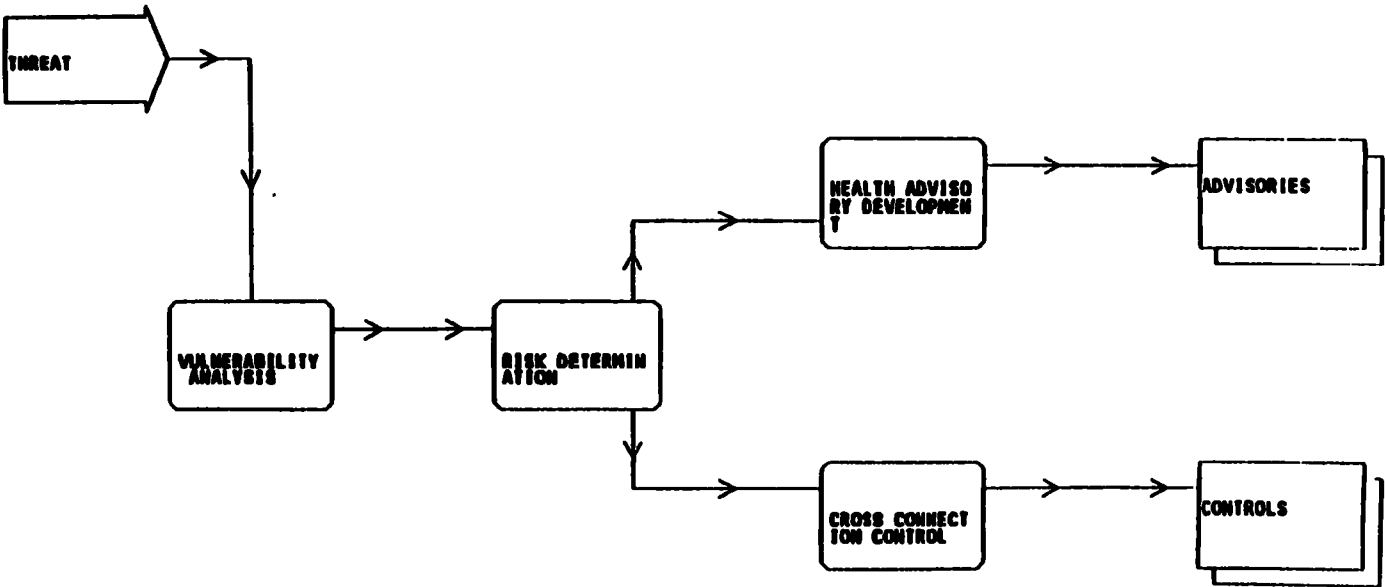 THREAT
HEALTH ADVISO
RY DEVELOPMEN
T
ADVISORIES
VULNERABILITY
ANALYSIS
RISK DETERMIN
ATION
CROSS CONNECT
ION CONTROL
CONTROLS